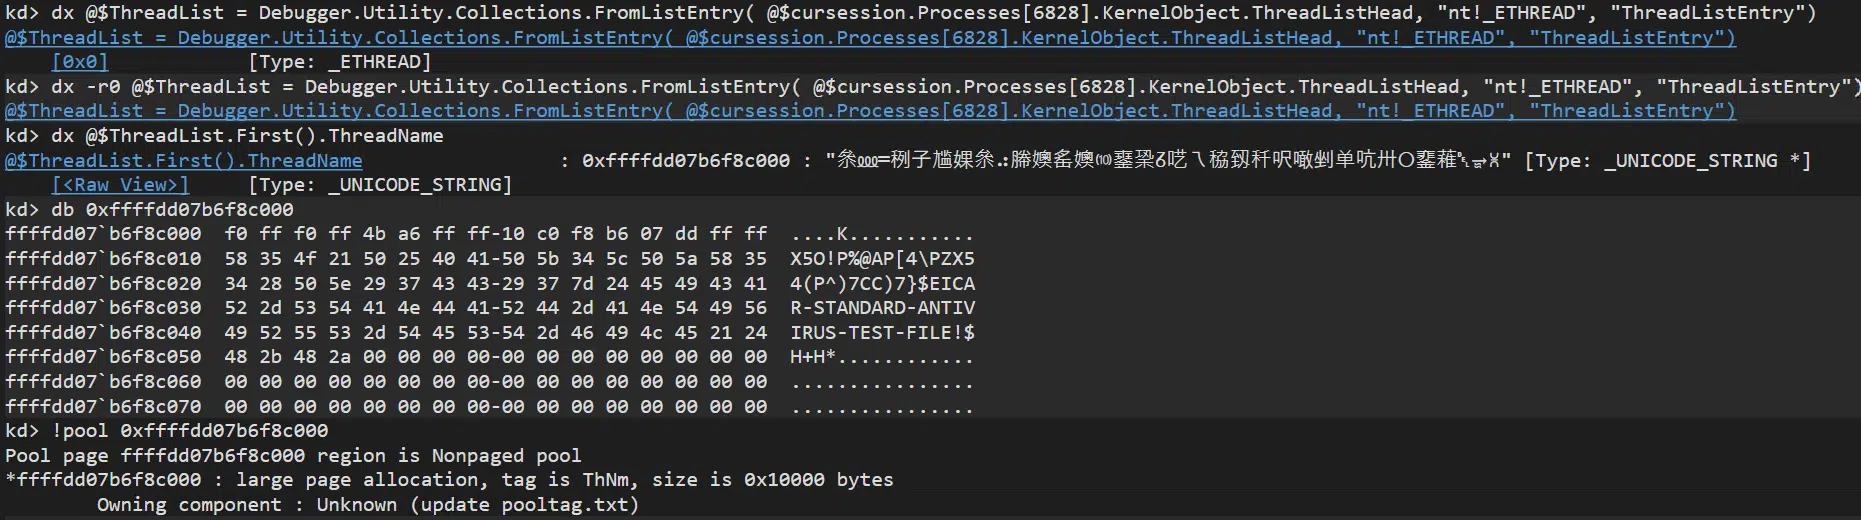 kd> dx @$ThreadList = Debugger.Utility.Collections.FromListEntry( @$cursession.Processes[6828].KernelObject.ThreadListHead, "nt!_ETHREAD", "ThreadListEntry")
@$ThreadList = Debugger.Utility.Collections.FromListEntry( @$cursession.Processes[6828].KernelObject.ThreadListHead, "nt!_ETHREAD", "ThreadListEntry")
[0x0] [Type: _ETHREAD]
kd> dx -r0 @$ThreadList = Debugger.Utility.Collections.FromListEntry( @$cursession.Processes[6828].KernelObject.ThreadListHead, "nt!_ETHREAD", "ThreadListEntry")
@$ThreadList = Debugger.Utility.Collections.FromListEntry( @$cursession.Processes[6828].KernelObject.ThreadListHead, "nt!_ETHREAD", "ThreadListEntry")
kd> dx @$ThreadList.First().ThreadName
@$ThreadList.First().ThreadName : 0xffffdd07b6f8c000 : " " [Type: _UNICODE_STRING *]
[<Raw View>] [Type: _UNICODE_STRING]
kd> db 0xffffdd07b6f8c000
ffffdd07`b6f8c000 f0 ff f0 ff 4b a6 ff ff-10 c0 f8 b6 07 dd ff ff ....K...........
ffffdd07`b6f8c010 58 35 4f 21 50 25 40 41-50 5b 34 5c 50 5a 58 35 X5O!P%@AP[4\PZX5
ffffdd07`b6f8c020 34 28 50 5e 29 37 43 43-29 37 7d 24 45 49 43 41 4(P^)7CC)7}$EICA
ffffdd07`b6f8c030 52 2d 53 54 41 4e 44 41-52 44 2d 41 4e 54 49 56 R-STANDARD-ANTIV
ffffdd07`b6f8c040 49 52 55 53 2d 54 45 53-54 2d 46 49 4c 45 21 24 IRUS-TEST-FILE!$
ffffdd07`b6f8c050 48 2b 48 2a 00 00 00 00-00 00 00 00 00 00 00 00 H+H*............
ffffdd07`b6f8c060 00 00 00 00 00 00 00 00-00 00 00 00 00 00 00 00 ................
ffffdd07`b6f8c070 00 00 00 00 00 00 00 00-00 00 00 00 00 00 00 00 ................
kd> !pool 0xffffdd07b6f8c000
Pool page ffffdd07b6f8c000 region is Nonpaged pool
*ffffdd07b6f8c000 : large page allocation, tag is ThNm, size is 0x10000 bytes
Owning component : Unknown (update pooltag.txt)